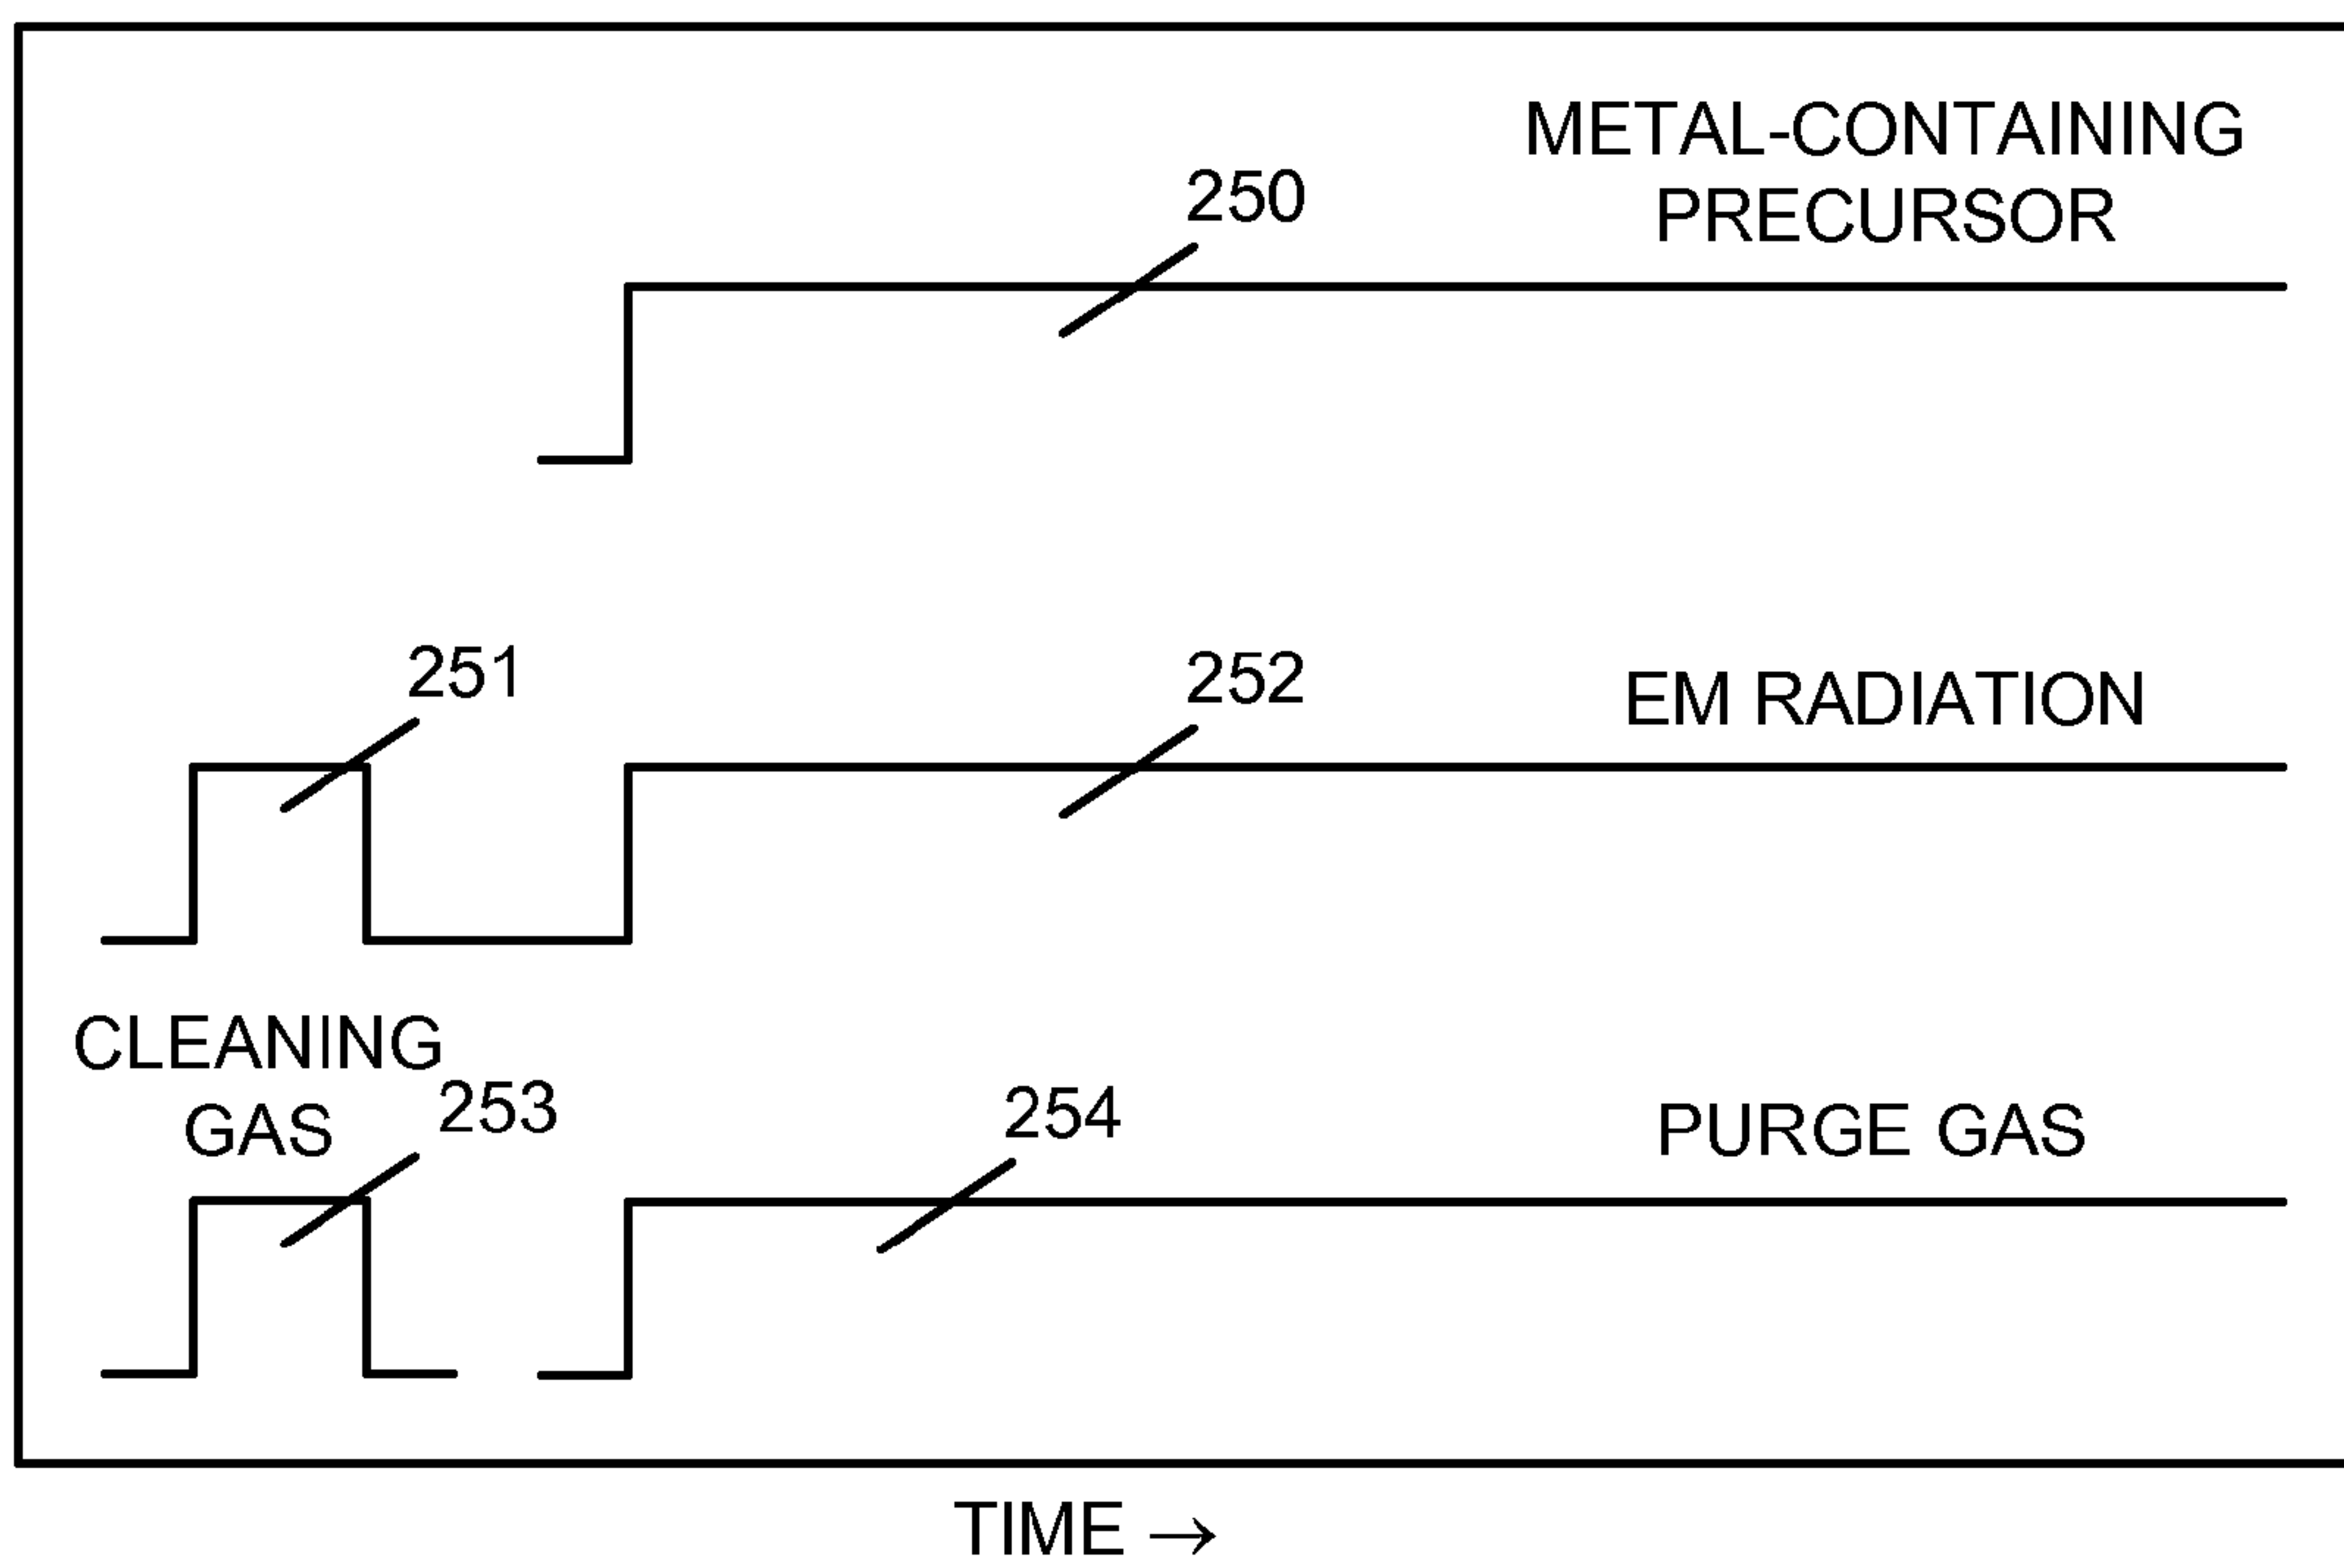 METAL-CONTAINING
PRECURSOR
250
251
252
EM RADIATION
CLEANING
GAS
253
254
PURGE GAS
TIME →